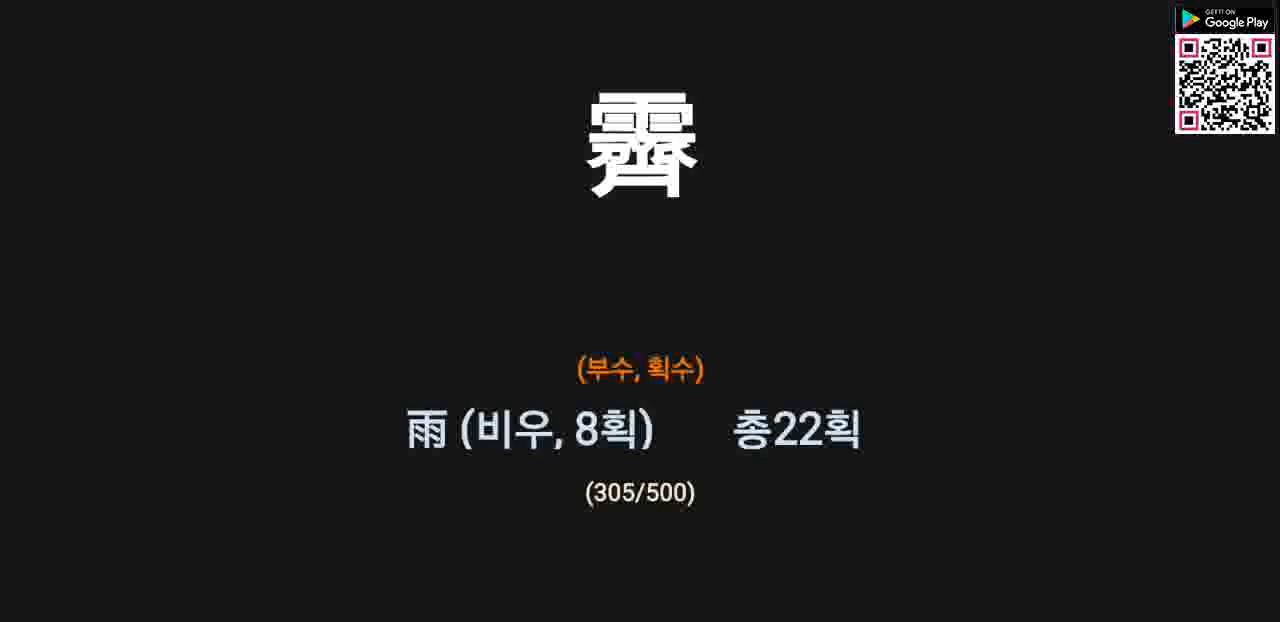 GET IT ON
Google Play
霽
(부수, 획수)
雨 (비우, 8획) 총22획
(305/500)